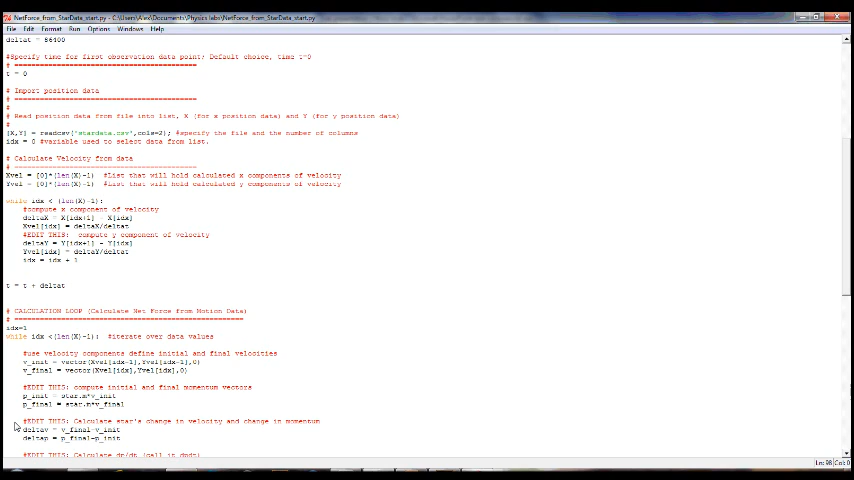 NetForce_from_StarData_start.py - C:\Users\Alex\Documents\Physics labs\NetForce_from_StarData_start.py
File Edit Format Run Options Windows Help
deltat = 86400
#Specify time for first observation data point; Default choice, time t=0
# ==========================================
t = 0
# Import position data
# ==========================================
#
# Read position data from file into list, X (for x position data) and Y (for y position data)
#
[X,Y] = readcsv("stardata.csv",cols=2); #specify the file and the number of columns
idx = 0 #variable used to select data from list.
# Calculate Velocity from data
# ==========================================
Xvel = [0]*(len(X)-1) #List that will hold calculated x components of velocity
Yvel = [0]*(len(X)-1) #List that will hold calculated y components of velocity
while idx < (len(X)-1):
#compute x component of velocity
deltaX = X[idx+1] - X[idx]
Xvel[idx] = deltaX/deltat
#EDIT THIS: compute y component of velocity
deltaY = Y[idx+1] - Y[idx]
Yvel[idx] = deltaY/deltat
idx = idx + 1
t = t + deltat
# CALCULATION LOOP (Calculate Net Force from Motion Data)
# =====================================================
idx=1
while idx <(len(X)-1): #iterate over data values
#use velocity components define initial and final velocities
v_init = vector(Xvel[idx-1],Yvel[idx-1],0)
v_final = vector(Xvel[idx],Yvel[idx],0)
#EDIT THIS: compute initial and final momentum vectors
p_init = star.m*v_init
p_final = star.m*v_final
#EDIT THIS: Calculate star's change in velocity and change in momentum
deltav = v_final-v_init
deltap = p_final-p_init
#EDIT THIS: Calculate dp/dt (call it dpdt)
Ln: 98 Col: 0